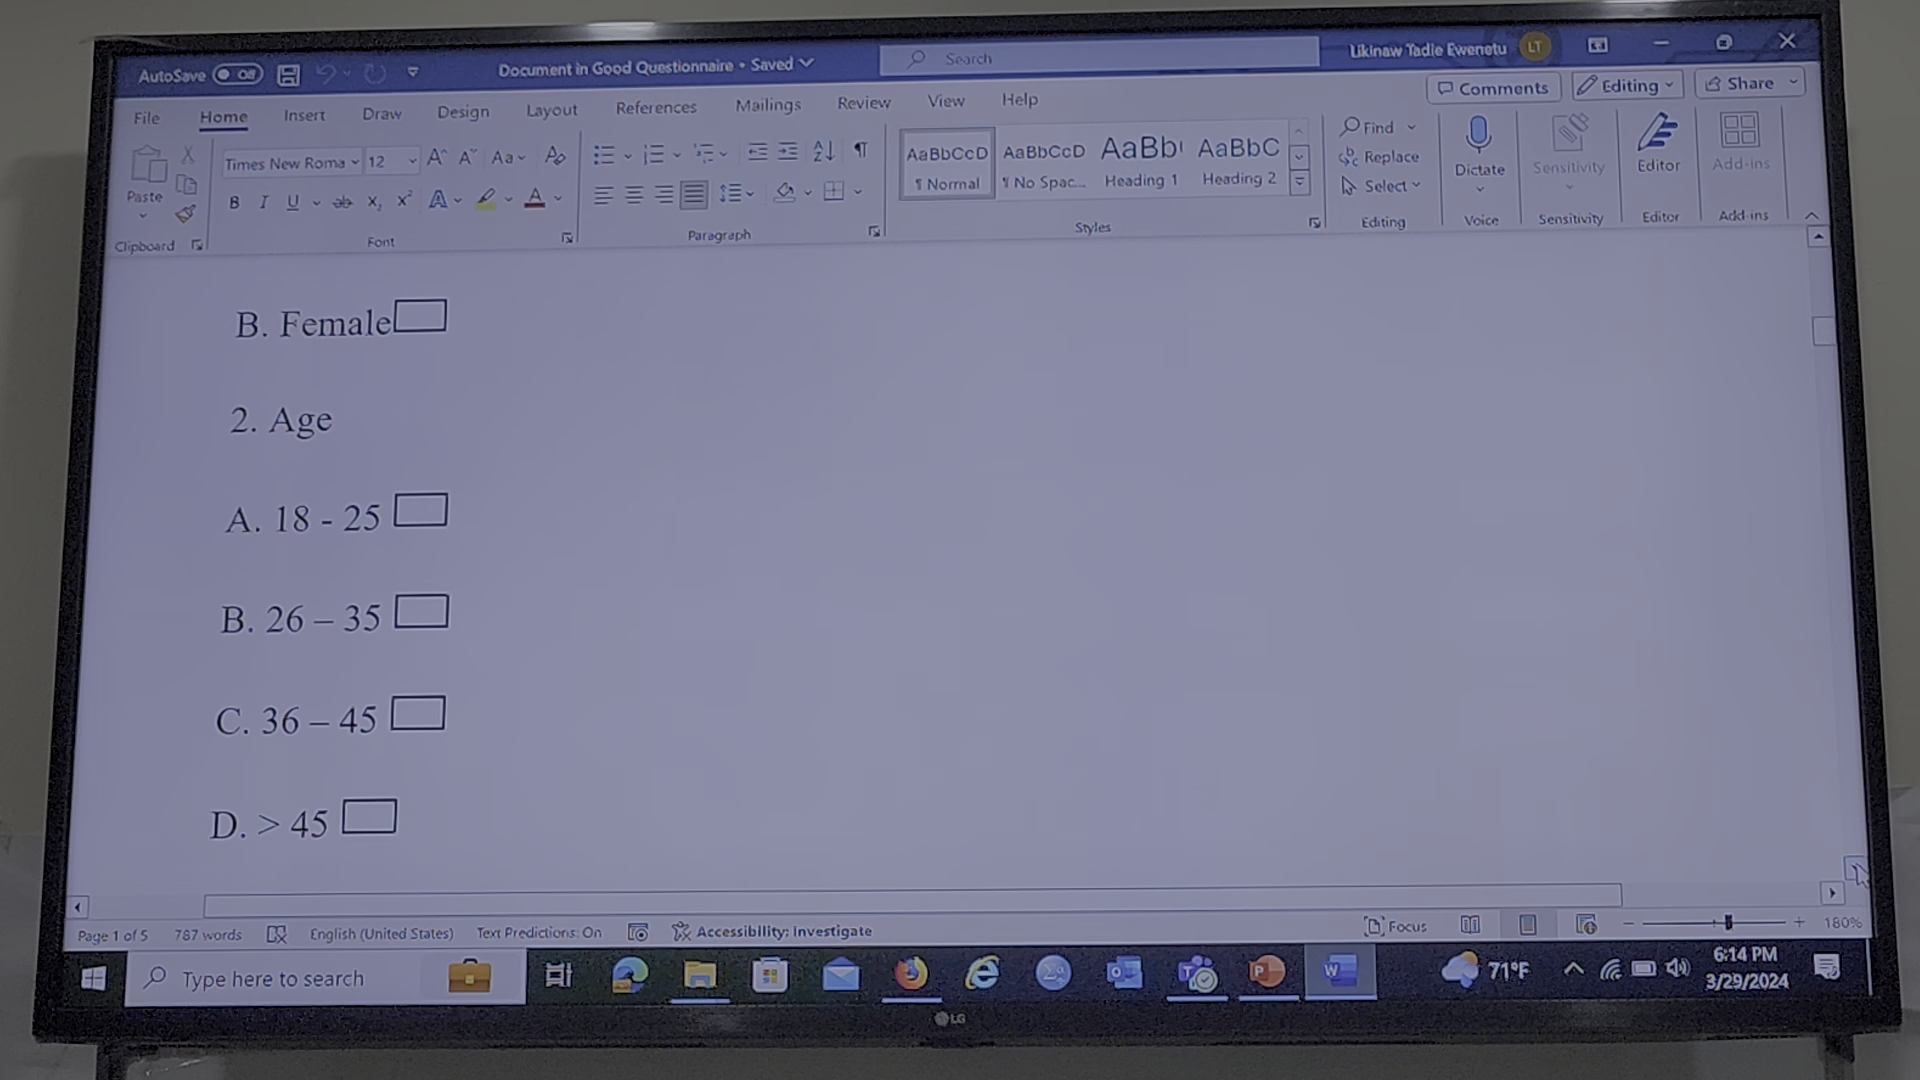 AutoSave Off Document in Good Questionnaire • Saved Search Likinaw Tadie Ewenetu LT
File Home Insert Draw Design Layout References Mailings Review View Help Comments Editing Share
Paste Times New Roma 12 Aa AaBbCcD AaBbCcD AaBb AaBbC Find Replace Select Dictate Sensitivity Editor Add-ins
B I U ab x, x² A A ¶ Normal ¶ No Spac... Heading 1 Heading 2
Clipboard Font Paragraph Styles Editing Voice Sensitivity Editor Add-ins
B. Female
2. Age
A. 18 - 25
B. 26 – 35
C. 36 – 45
D. > 45
Page 1 of 5 787 words English (United States) Text Predictions: On Accessibility: Investigate Focus 180%
Type here to search 71°F 6:14 PM
3/29/2024
LG